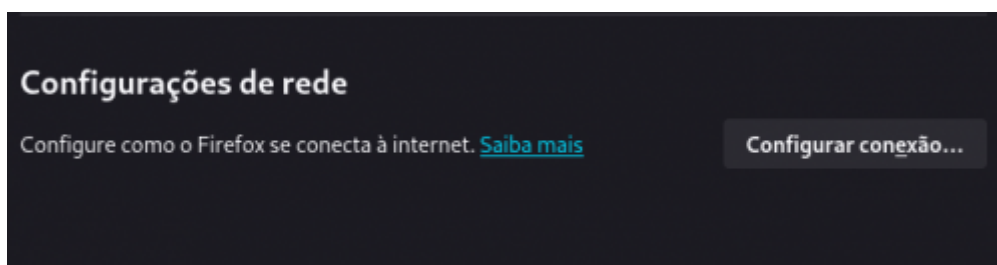 Configurações de rede
Configure como o Firefox se conecta à internet. Saiba mais
Configurar conexão...